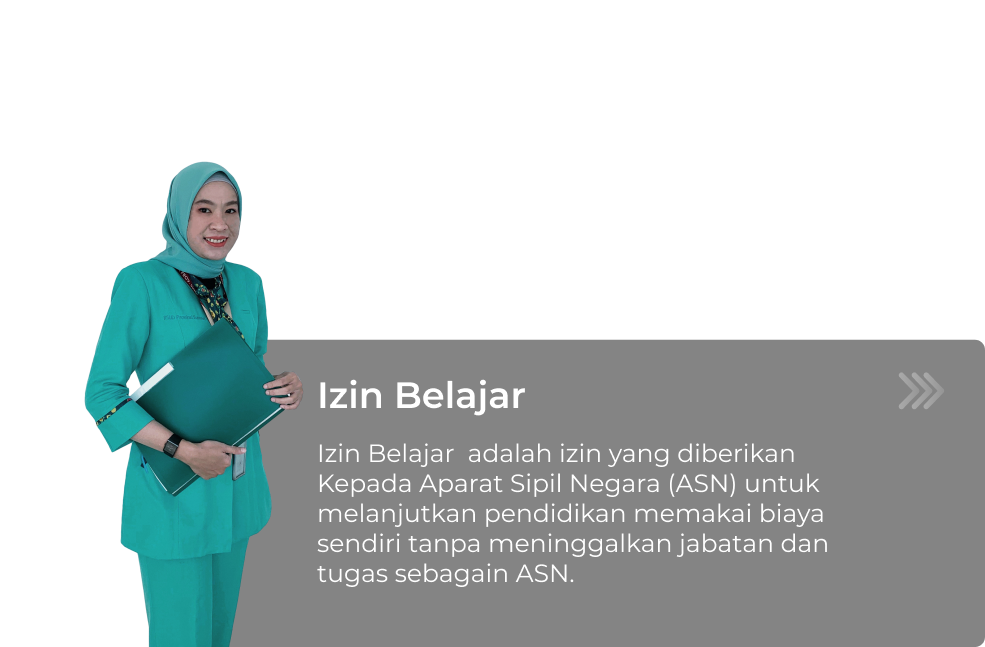 Izin Belajar
Izin Belajar  adalah izin yang diberikan
Kepada Aparat Sipil Negara (ASN) untuk
melanjutkan pendidikan memakai biaya
sendiri tanpa meninggalkan jabatan dan
tugas sebagain ASN.